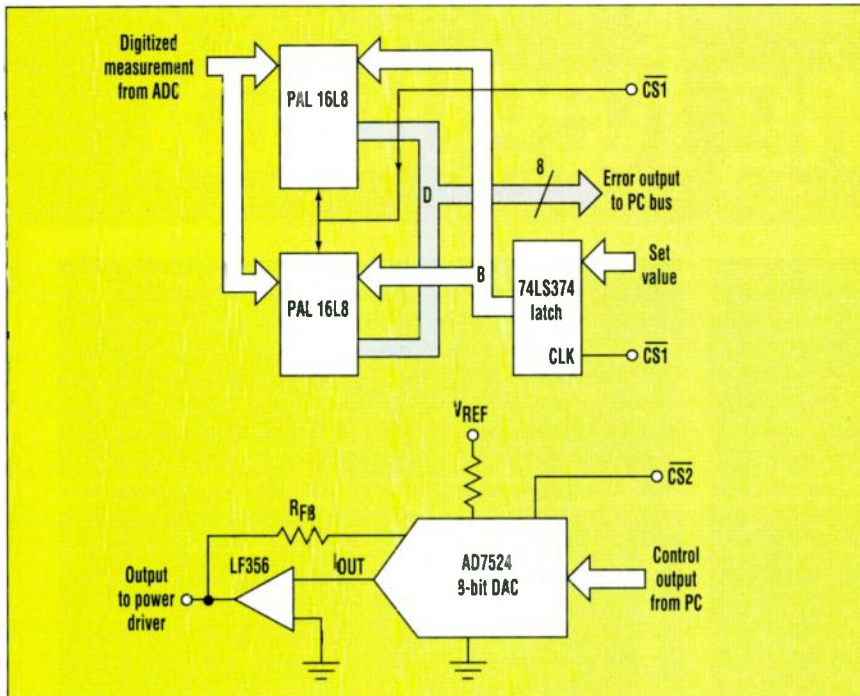 Digitized
measurement
from ADC
PAL 16L8
CS1
8
D
Error output
to PC bus
PAL 16L8
B
74LS374
latch
Set
value
CLK
CS1
VREF
CS2
RFB
LF356
IOUT
AD7524
8-bit DAC
Control
output
from PC
Output
to power
driver